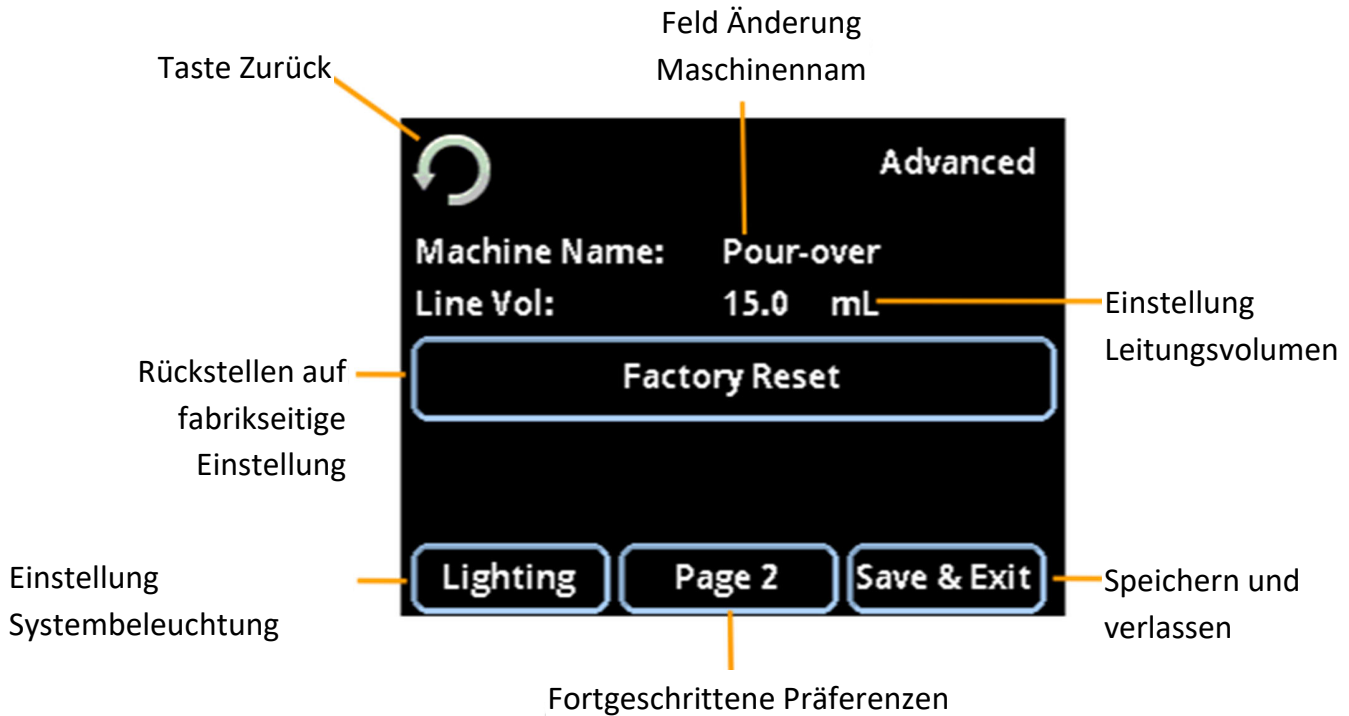 Feld Änderung
Maschinennam
Taste Zurück
Advanced
Machine Name: Pour-over
Line Vol: 15.0 mL
Einstellung
Leitungsvolumen
Rückstellen auf
fabrikseitige
Einstellung
Factory Reset
Einstellung
Systembeleuchtung
Lighting Page 2 Save & Exit
Speichern und
verlassen
Fortgeschrittene Präferenzen